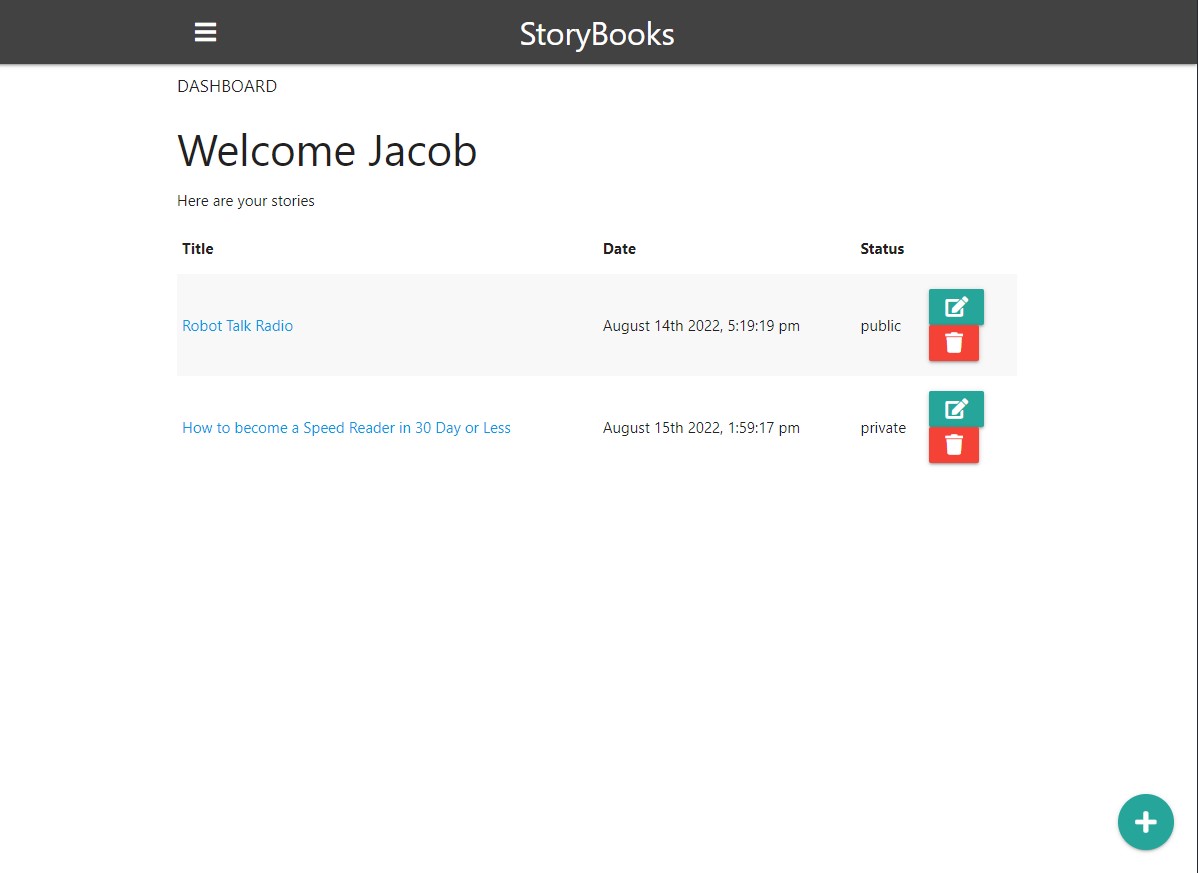 StoryBooks
DASHBOARD
Welcome Jacob
Here are your stories
Title Date Status
Robot Talk Radio August 14th 2022, 5:19:19 pm public
How to become a Speed Reader in 30 Day or Less August 15th 2022, 1:59:17 pm private